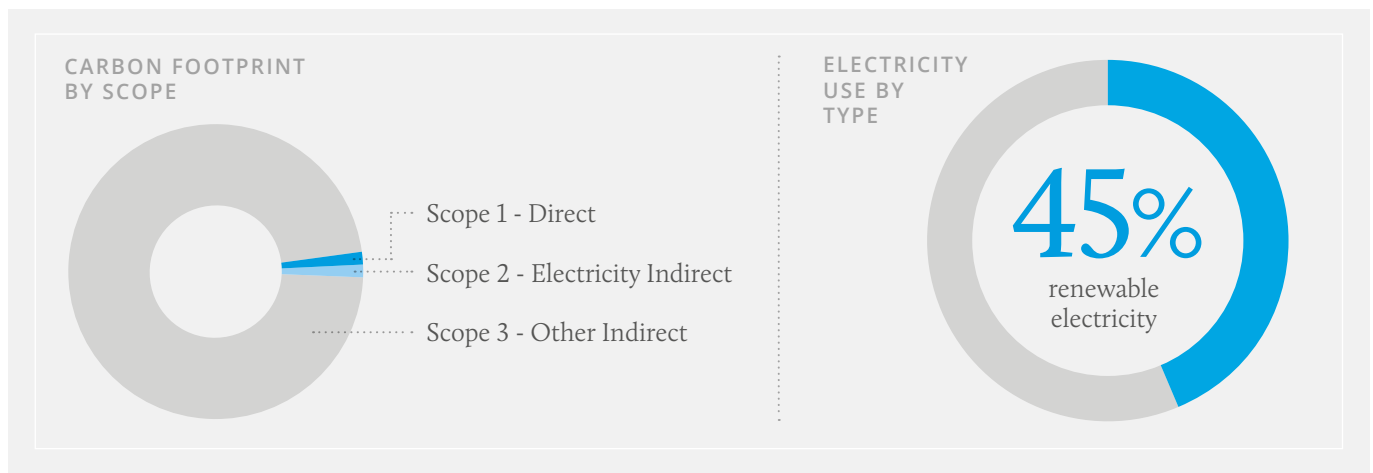 CARBON FOOTPRINT
BY SCOPE
Scope 1 - Direct
Scope 2 - Electricity Indirect
Scope 3 - Other Indirect
ELECTRICITY
USE BY
TYPE
45%
renewable
electricity